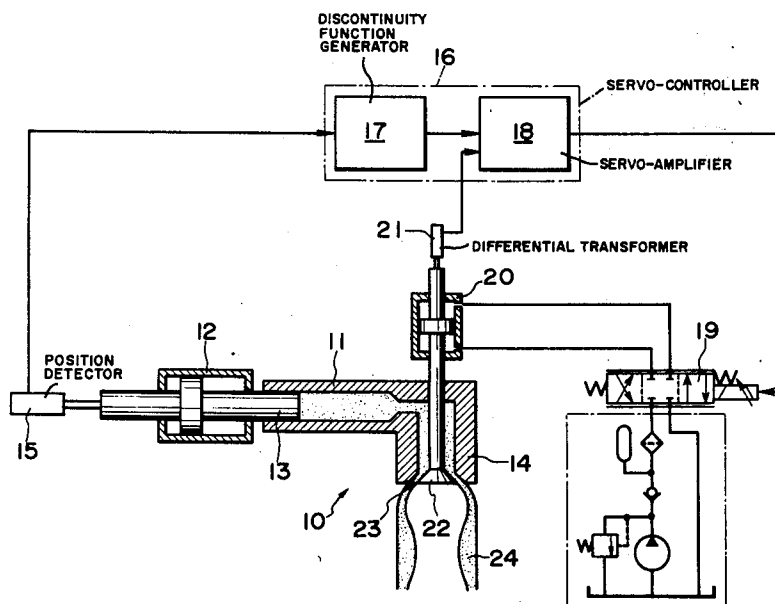 DISCONTINUITY
FUNCTION
GENERATOR
16
SERVO-CONTROLLER
17
18
SERVO-AMPLIFIER
21
DIFFERENTIAL TRANSFORMER
20
19
12
11
POSITION
DETECTOR
15
13
14
10
23
22
24